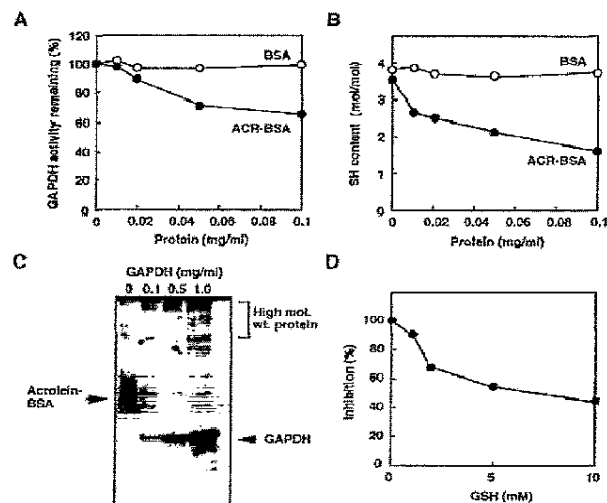 A
GAPDH activity remaining (%)
120
100
80
60
40
20
0
BSA
ACR-BSA
0
0.02
0.04
0.06
0.08
0.1
Protein (mg/ml)
B
SH content (mol/mol)
4
3
2
1
0
BSA
ACR-BSA
0
0.02
0.04
0.06
0.08
0.1
Protein (mg/ml)
C
GAPDH (mg/ml)
0 0.1 0.5 1.0
High mol.
wt. protein
Acrolein-
BSA
GAPDH
D
Inhibition (%)
100
80
60
40
20
0
0
5
10
GSH (mM)